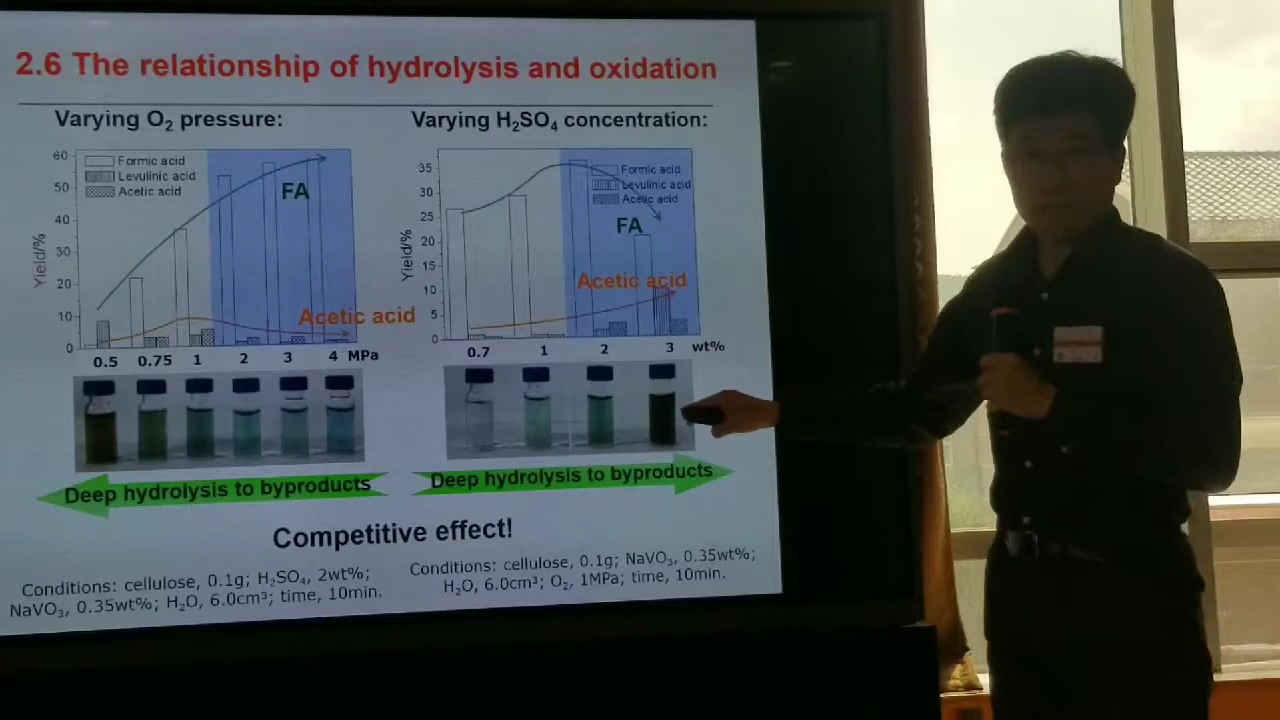 2.6 The relationship of hydrolysis and oxidation
Varying O₂ pressure:
Yield/%
60
50
40
30
20
10
0
Formic acid
Levulinic acid
Acetic acid
FA
Acetic acid
0.5 0.75 1 2 3 4 MPa
Deep hydrolysis to byproducts
Varying H₂SO₄ concentration:
Yield/%
35
30
25
20
15
10
5
0
Formic acid
Levulinic acid
Acetic acid
FA
Acetic acid
0.7 1 2 3 wt%
Deep hydrolysis to byproducts
Competitive effect!
Conditions: cellulose, 0.1g; H₂SO₄, 2wt%;
NaVO₃, 0.35wt%; H₂O, 6.0cm³; time, 10min.
Conditions: cellulose, 0.1g; NaVO₃, 0.35wt%;
H₂O, 6.0cm³; O₂, 1MPa; time, 10min.